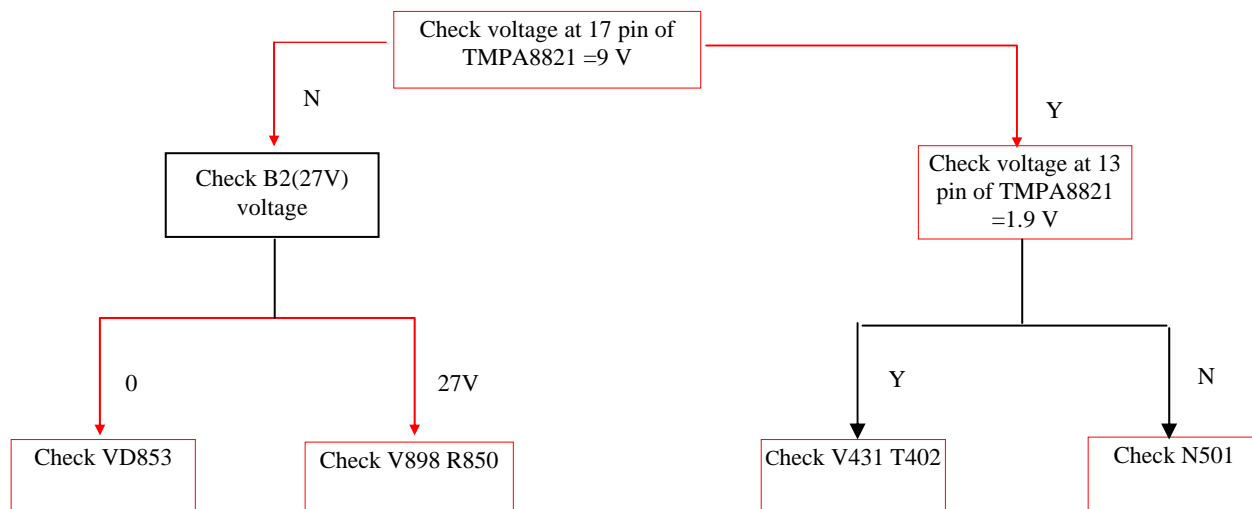 Check voltage at 17 pin of
TMPA8821 =9 V
N
Y
Check B2(27V)
voltage
Check voltage at 13
pin of TMPA8821
=1.9 V
0
27V
Y
N
Check VD853
Check V898 R850
Check V431 T402
Check N501